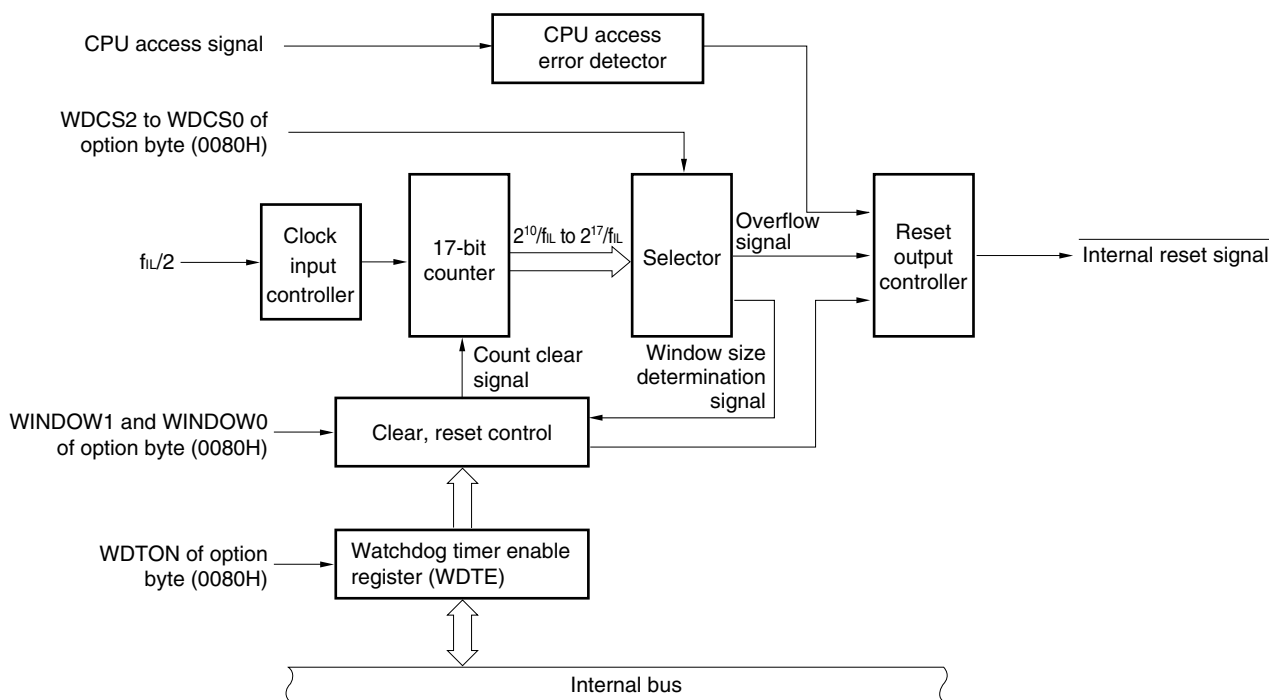 CPU access signal
CPU access
error detector
WDCS2 to WDCS0 of
option byte (0080H)
fIL/2
Clock
input
controller
17-bit
counter
2¹⁰/fIL to 2¹⁷/fIL
Selector
Overflow
signal
Reset
output
controller
Internal reset signal
Count clear
signal
Window size
determination
signal
WINDOW1 and WINDOW0
of option byte (0080H)
Clear, reset control
WDTON of option
byte (0080H)
Watchdog timer enable
register (WDTE)
Internal bus